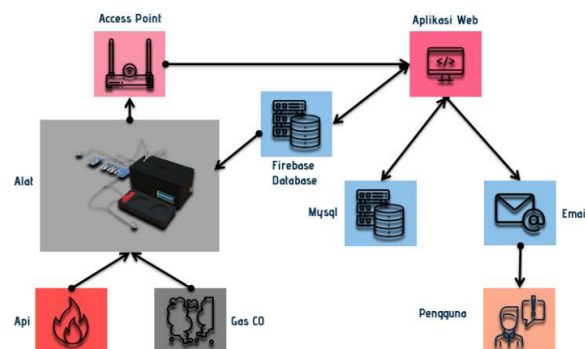 Access Point
Aplikasi Web
Alat
Firebase
Database
Mysql
Emai
Api
Gas CO
Pengguna